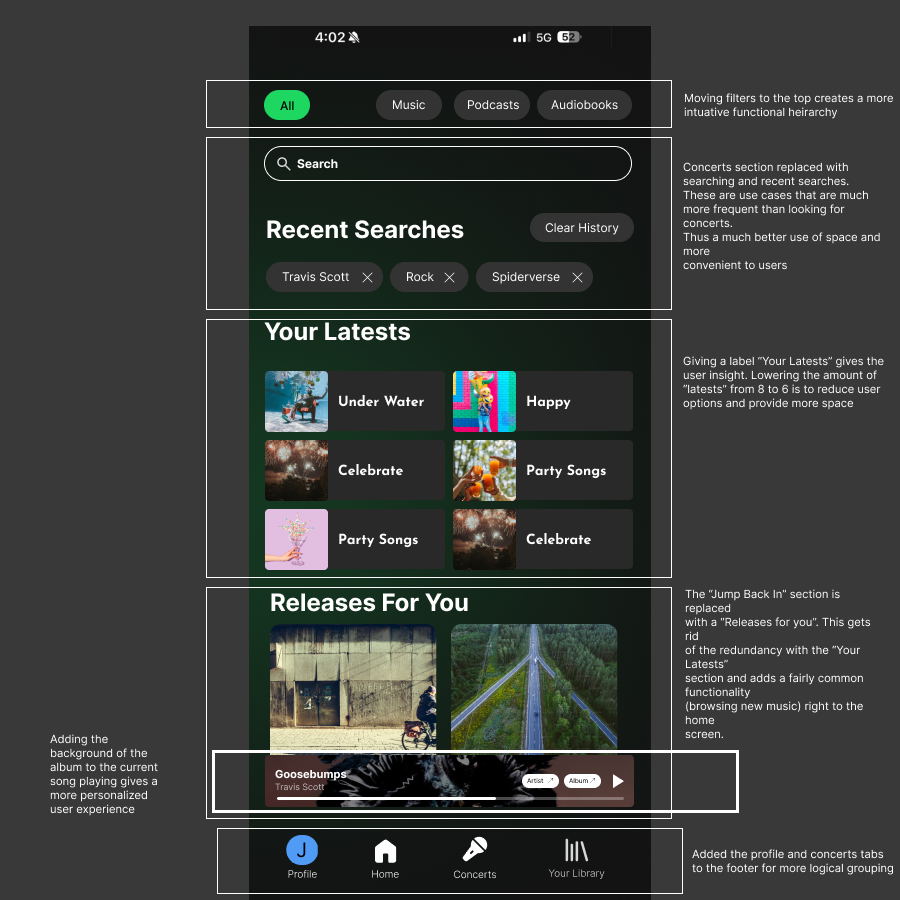 4:02
5G
52
All
Music
Podcasts
Audiobooks
Moving filters to the top creates a more
intuative functional heirarchy
Search
Recent Searches
Clear History
Travis Scott
Rock
Spiderverse
Concerts section replaced with
searching and recent searches.
These are use cases that are much
more frequent than looking for
concerts.
Thus a much better use of space and
more
convenient to users
Your Latests
Under Water
Happy
Celebrate
Party Songs
Party Songs
Celebrate
Giving a label “Your Latests” gives the
user insight. Lowering the amount of
“latests” from 8 to 6 is to reduce user
options and provide more space
Releases For You
The “Jump Back In” section is
replaced
with a “Releases for you”. This gets
rid
of the redundancy with the “Your
Latests”
section and adds a fairly common
functionality
(browsing new music) right to the
home
screen.
Adding the
background of the
album to the current
song playing gives a
more personalized
user experience
Goosebumps
Travis Scott
Artist
Album
J
Profile
Home
Concerts
Your Library
Added the profile and concerts tabs
to the footer for more logical grouping